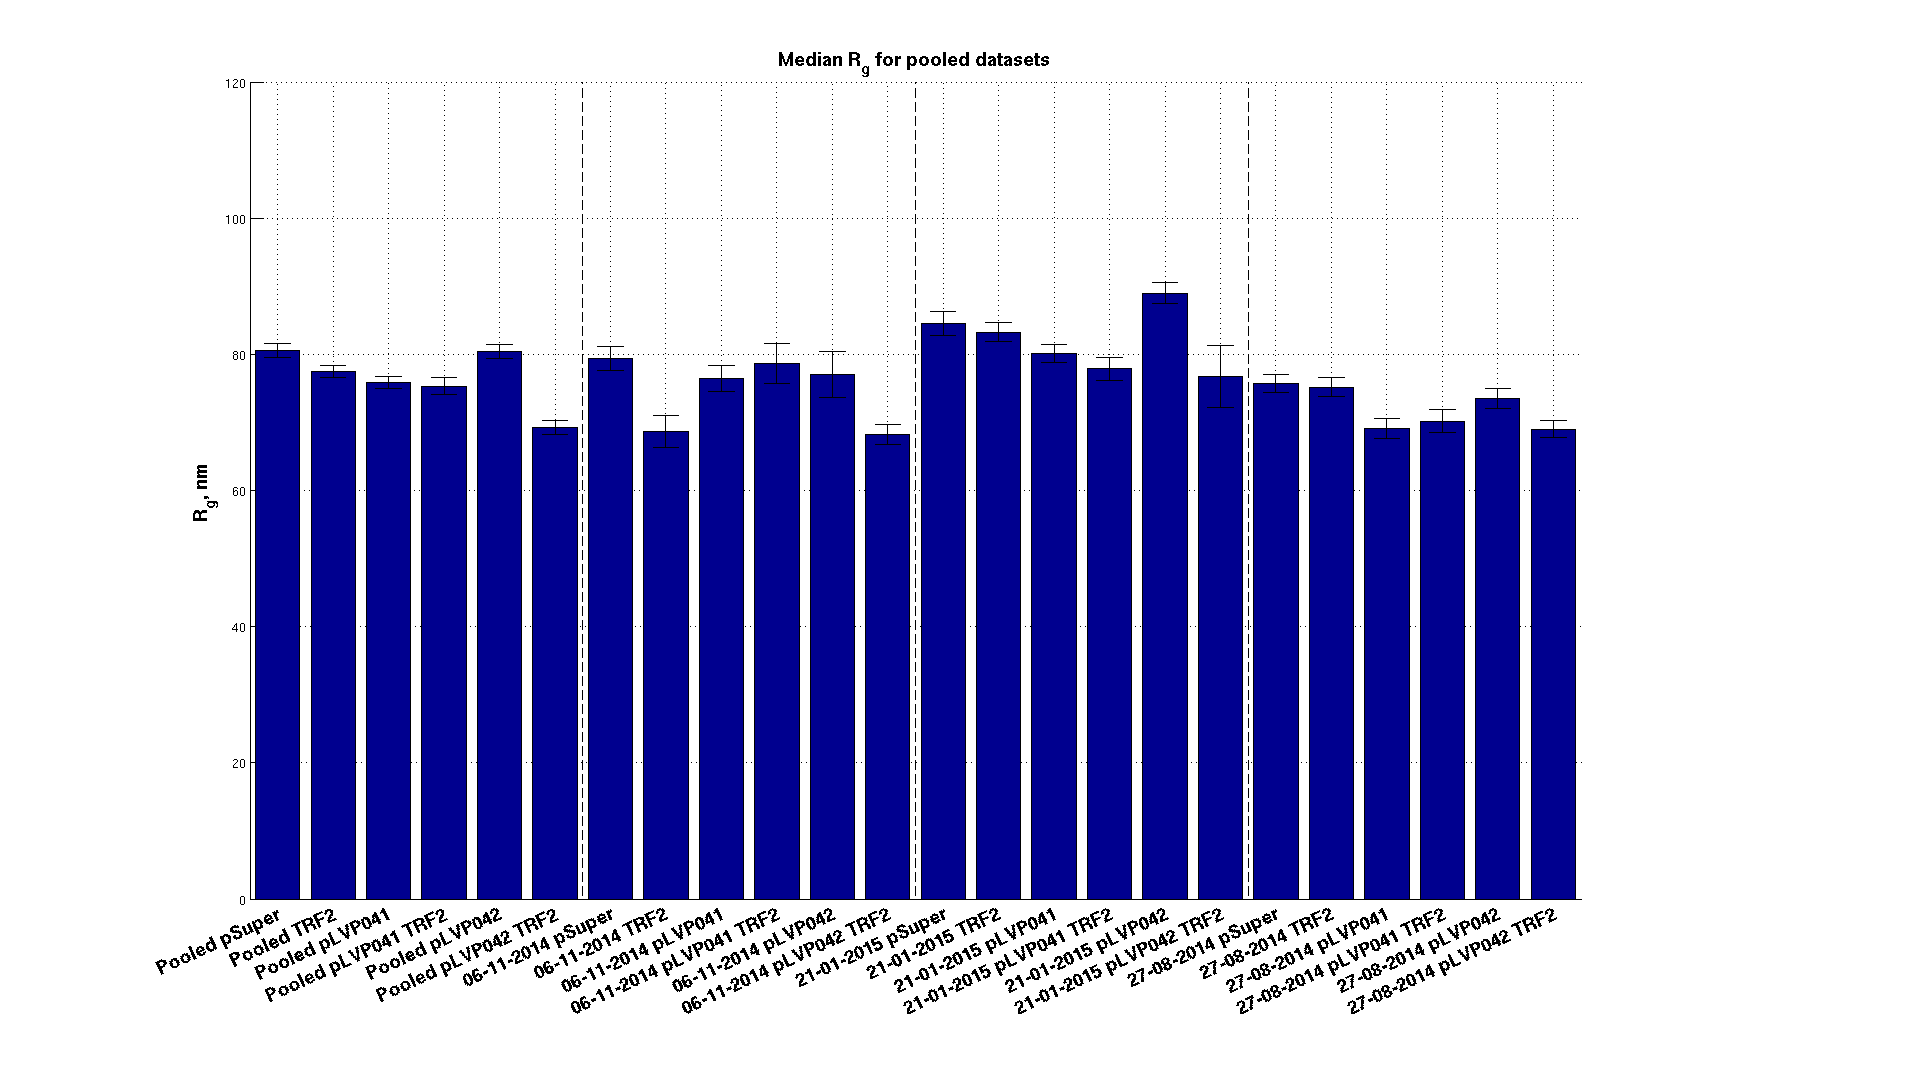 Median Rg for pooled datasets
120
100
80
60
40
20
0
Rg, nm
Pooled pSuper
Pooled TRF2
Pooled pLVP041
Pooled pLVP041 TRF2
Pooled pLVP042
Pooled pLVP042 TRF2
06-11-2014 pSuper
06-11-2014 TRF2
06-11-2014 pLVP041
06-11-2014 pLVP041 TRF2
06-11-2014 pLVP042
06-11-2014 pLVP042 TRF2
21-01-2015 pSuper
21-01-2015 TRF2
21-01-2015 pLVP041
21-01-2015 pLVP041 TRF2
21-01-2015 pLVP042
21-01-2015 pLVP042 TRF2
27-08-2014 pSuper
27-08-2014 TRF2
27-08-2014 pLVP041
27-08-2014 pLVP041 TRF2
27-08-2014 pLVP042
27-08-2014 pLVP042 TRF2